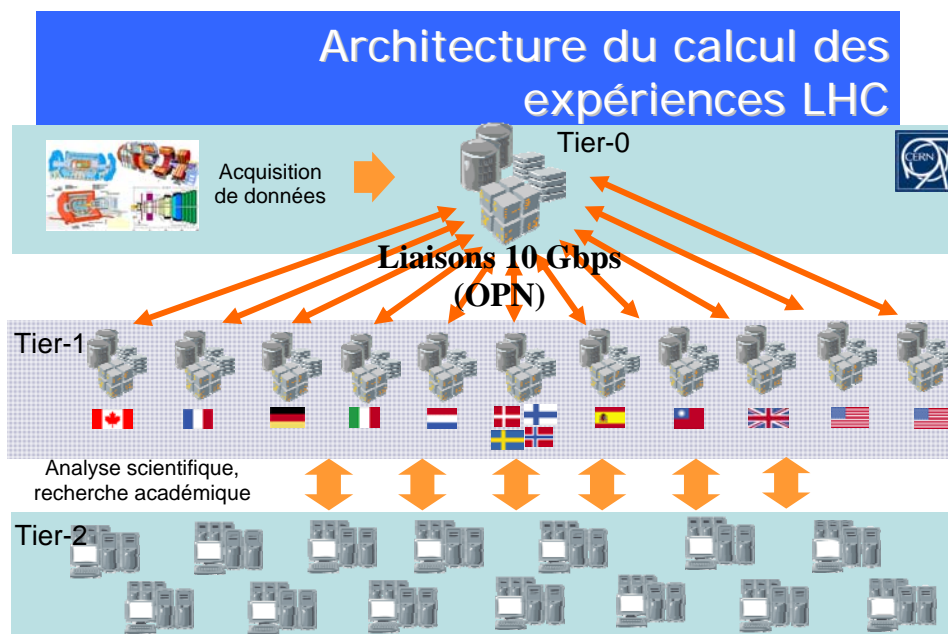 Architecture du calcul des
expériences LHC
Tier-0
CERN
Acquisition
de données
Liaisons 10 Gbps
(OPN)
Tier-1
Analyse scientifique,
recherche académique
Tier-2